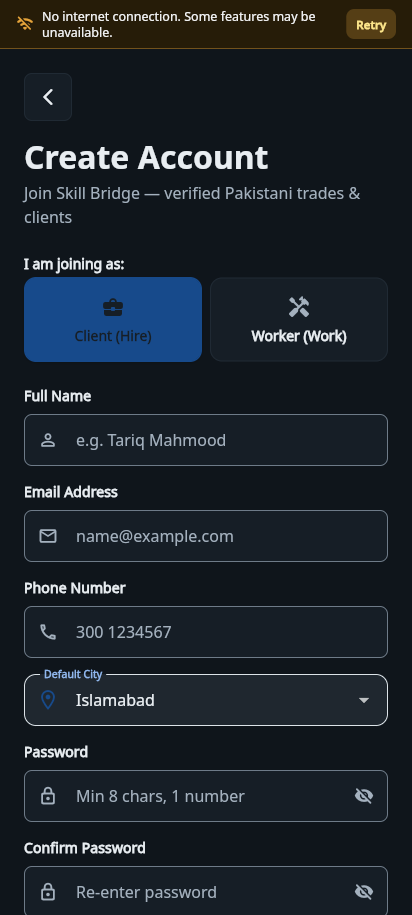 No internet connection. Some features may be
unavailable.
Retry
Create Account
Join Skill Bridge — verified Pakistani trades &
clients
I am joining as:
Client (Hire)
Worker (Work)
Full Name
e.g. Tariq Mahmood
Email Address
name@example.com
Phone Number
300 1234567
Default City
Islamabad
Password
Min 8 chars, 1 number
Confirm Password
Re-enter password